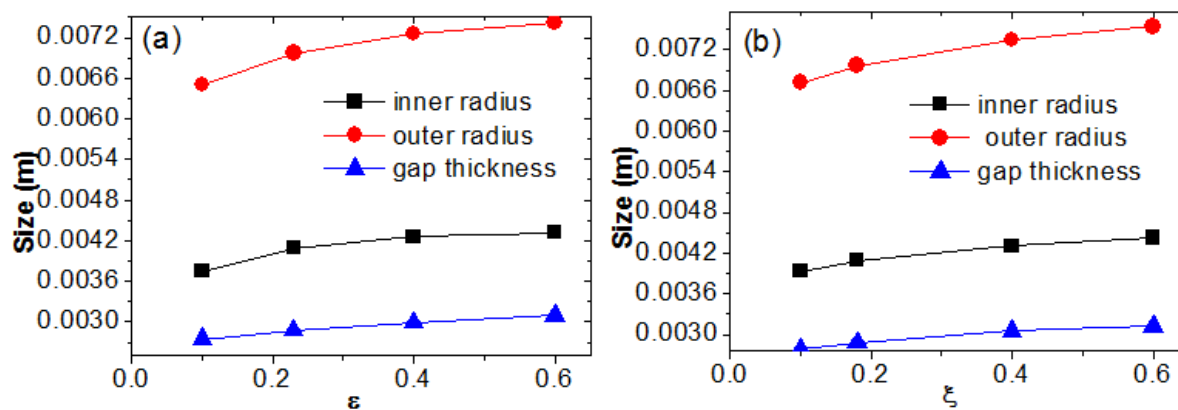 (a)
Size (m)
0.0072
0.0066
0.0060
0.0054
0.0048
0.0042
0.0036
0.0030
inner radius
outer radius
gap thickness
0.0 0.2 0.4 0.6
ε
(b)
Size (m)
0.0072
0.0066
0.0060
0.0054
0.0048
0.0042
0.0036
0.0030
inner radius
outer radius
gap thickness
0.0 0.2 0.4 0.6
ξ